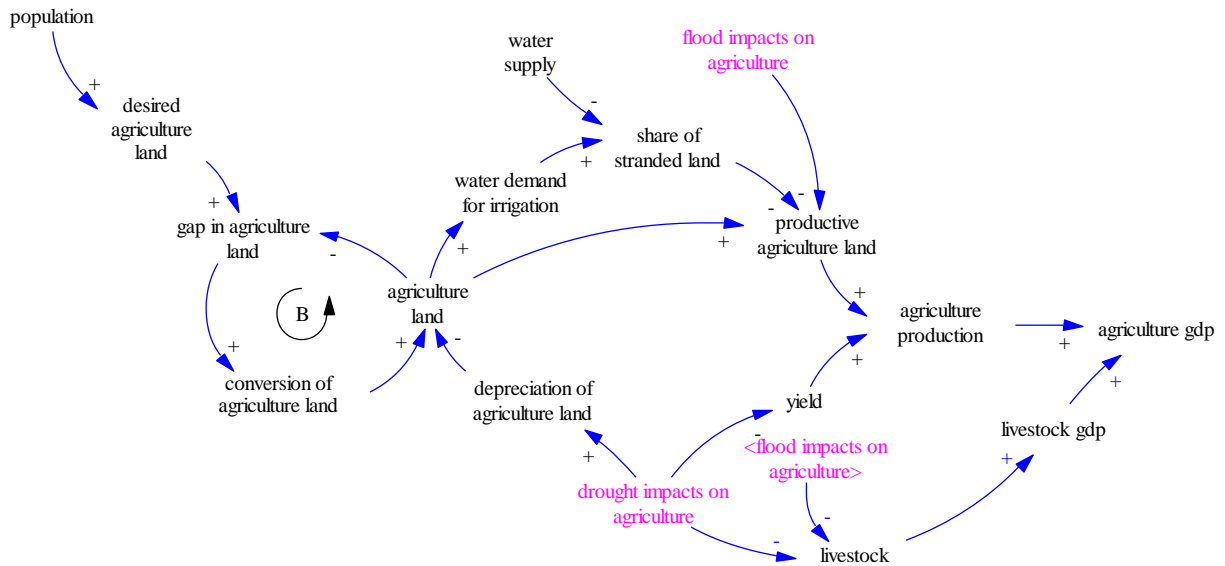 population
+
desired
agriculture
land
+
gap in agriculture
land
-
+
B
conversion of
agriculture land
+
agriculture
land
-
depreciation of
agriculture land
+
+
water demand
for irrigation
+
water
supply
-
share of
stranded land
-
flood impacts on
agriculture
-
productive
agriculture land
+
+
agriculture
production
+
agriculture gdp
+
yield
+
-
<flood impacts on
agriculture>
-
drought impacts on
agriculture
-
livestock
+
livestock gdp